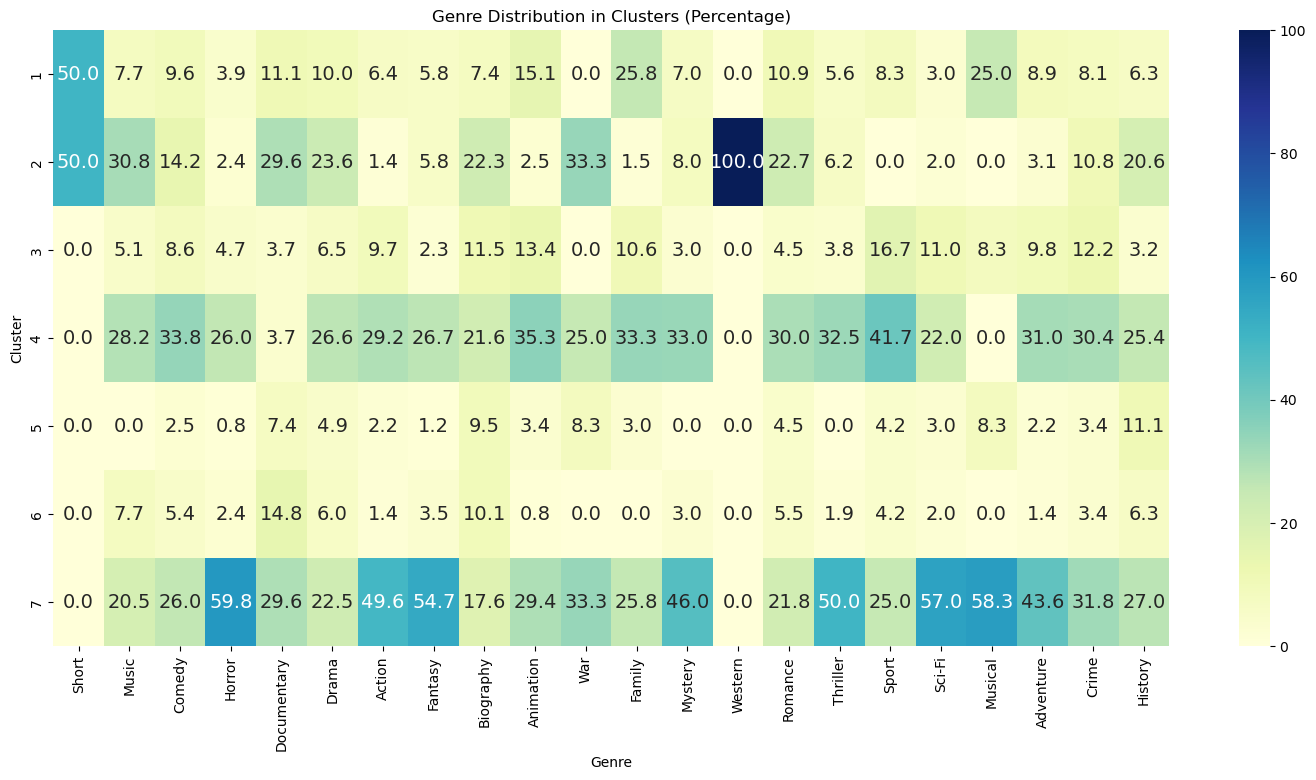 Genre Distribution in Clusters (Percentage)
1 50.0 7.7 9.6 3.9 11.1 10.0 6.4 5.8 7.4 15.1 0.0 25.8 7.0 0.0 10.9 5.6 8.3 3.0 25.0 8.9 8.1 6.3
2 50.0 30.8 14.2 2.4 29.6 23.6 1.4 5.8 22.3 2.5 33.3 1.5 8.0 100.0 22.7 6.2 0.0 2.0 0.0 3.1 10.8 20.6
3 0.0 5.1 8.6 4.7 3.7 6.5 9.7 2.3 11.5 13.4 0.0 10.6 3.0 0.0 4.5 3.8 16.7 11.0 8.3 9.8 12.2 3.2
4 0.0 28.2 33.8 26.0 3.7 26.6 29.2 26.7 21.6 35.3 25.0 33.3 33.0 0.0 30.0 32.5 41.7 22.0 0.0 31.0 30.4 25.4
5 0.0 0.0 2.5 0.8 7.4 4.9 2.2 1.2 9.5 3.4 8.3 3.0 0.0 0.0 4.5 0.0 4.2 3.0 8.3 2.2 3.4 11.1
6 0.0 7.7 5.4 2.4 14.8 6.0 1.4 3.5 10.1 0.8 0.0 0.0 3.0 0.0 5.5 1.9 4.2 2.0 0.0 1.4 3.4 6.3
7 0.0 20.5 26.0 59.8 29.6 22.5 49.6 54.7 17.6 29.4 33.3 25.8 46.0 0.0 21.8 50.0 25.0 57.0 58.3 43.6 31.8 27.0
Cluster
Short Music Comedy Horror Documentary Drama Action Fantasy Biography Animation War Family Mystery Western Romance Thriller Sport Sci-Fi Musical Adventure Crime History
Genre
100
80
60
40
20
0